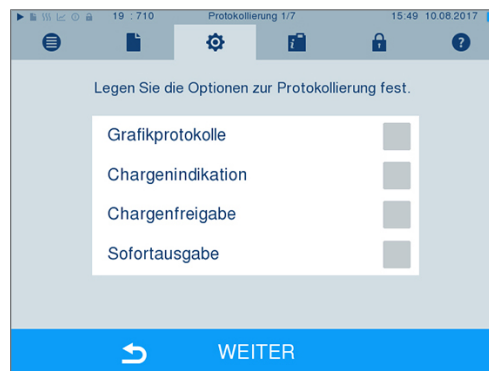 19 : 710 Protokollierung 1/7 15:49 10.08.2017
Legen Sie die Optionen zur Protokollierung fest.
Grafikprotokolle
Chargenindikation
Chargenfreigabe
Sofortausgabe
WEITER